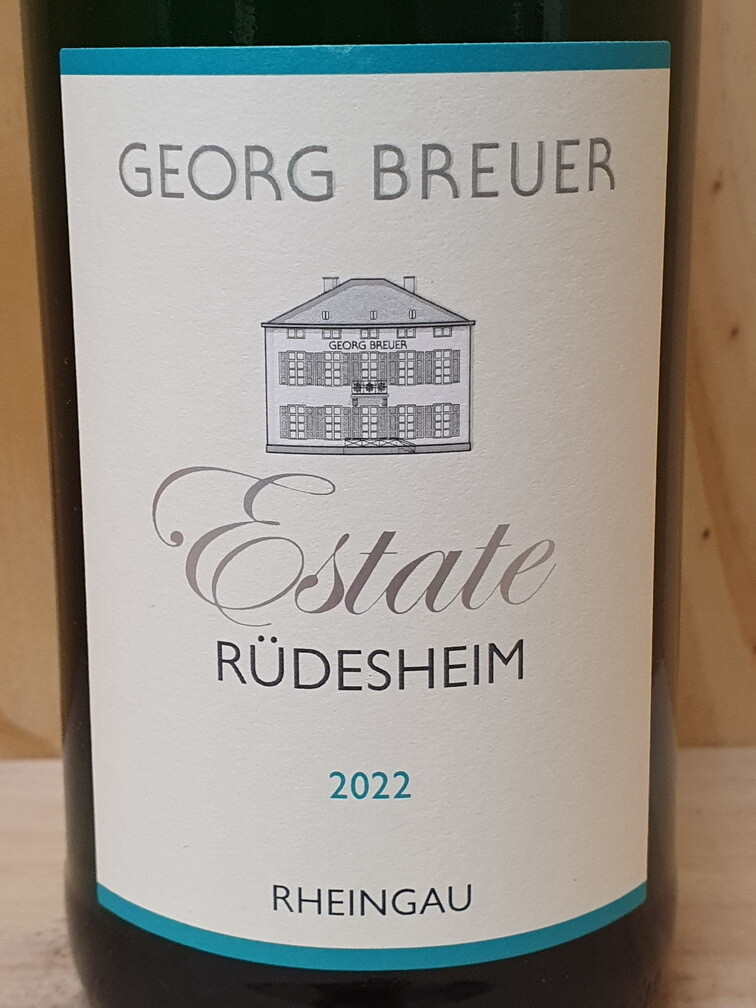 GEORG BREUER
GEORG BREUER
Estate
RÜDESHEIM
2022
RHEINGAU